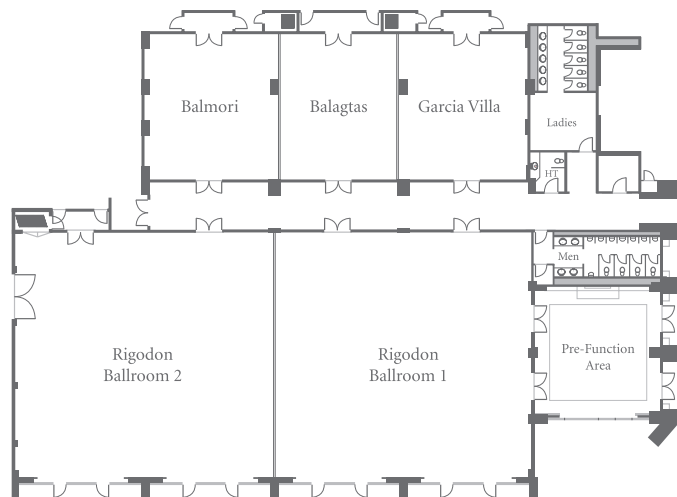 Balmori
Balagtas
Garcia Villa
Ladies
HT
Men
Rigodon
Ballroom 2
Rigodon
Ballroom 1
Pre-Function
Area